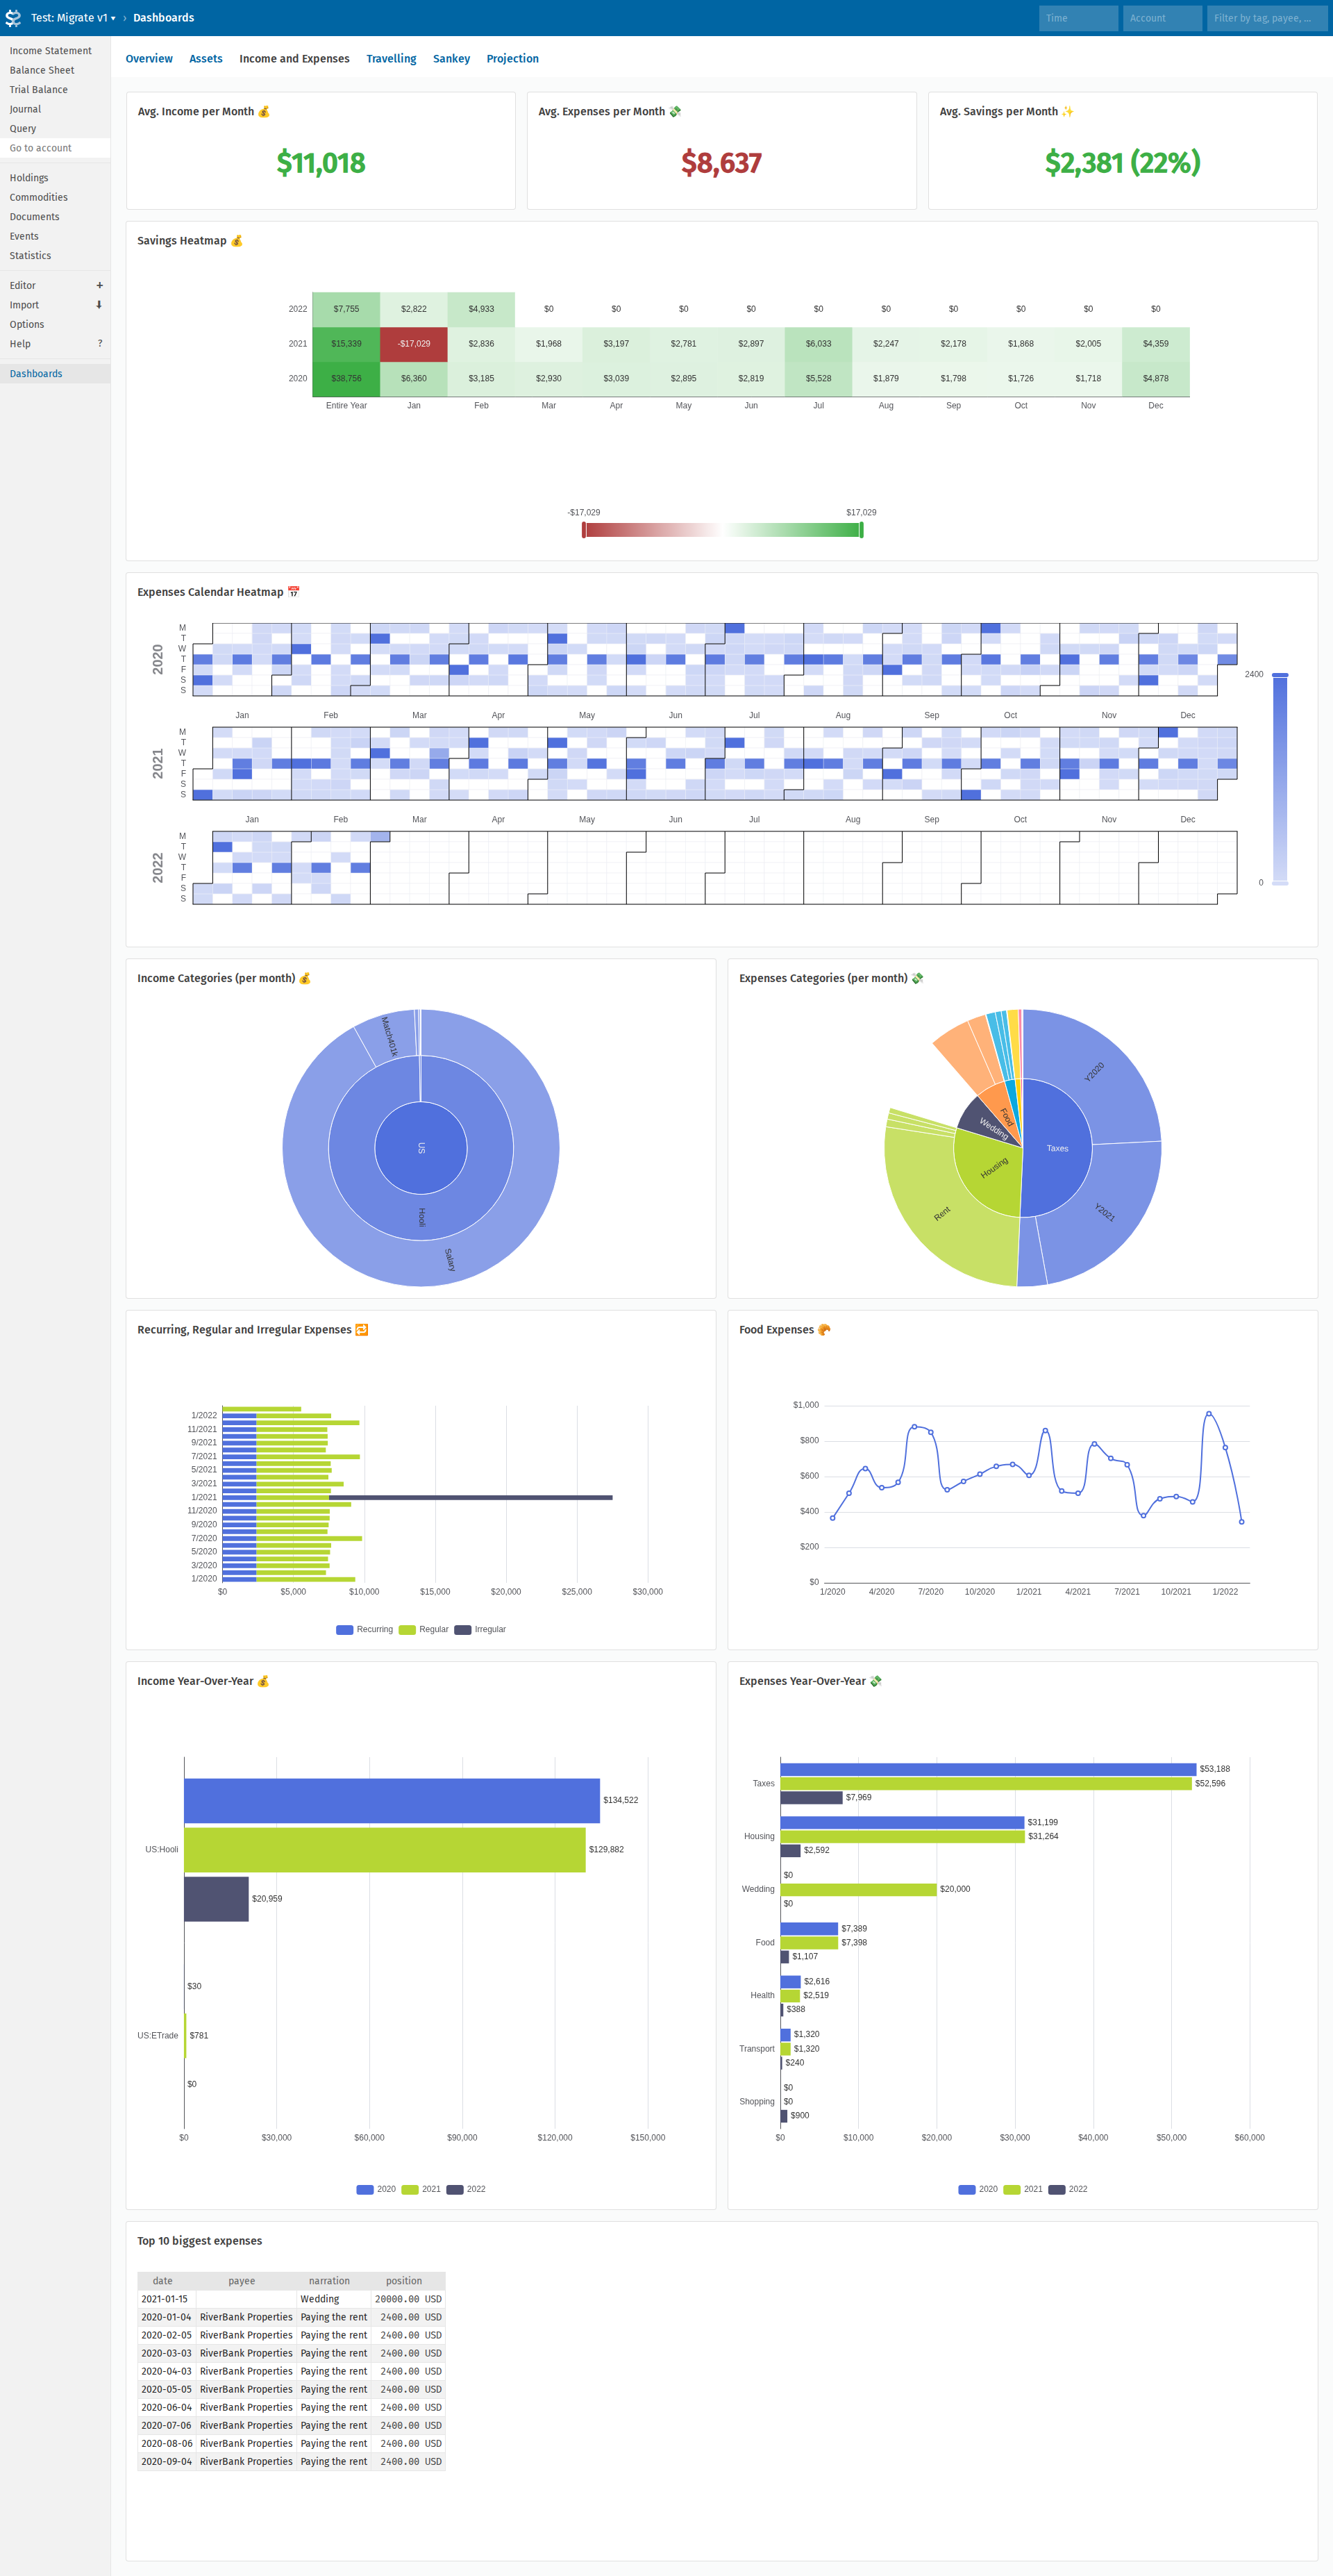 Test: Migrate v1 ▾ › Dashboards
Time
Account
Filter by tag, payee, ...
Income Statement
Balance Sheet
Trial Balance
Journal
Query
Go to account
Holdings
Commodities
Documents
Events
Statistics
Editor +
Import ⬇
Options
Help ?
Dashboards
Overview Assets Income and Expenses Travelling Sankey Projection
Avg. Income per Month 💰
$11,018
Avg. Expenses per Month 💸
$8,637
Avg. Savings per Month ✨
$2,381 (22%)
Savings Heatmap 💰
2022 $7,755 $2,822 $4,933 $0 $0 $0 $0 $0 $0 $0 $0 $0 $0
2021 $15,339 -$17,029 $2,836 $1,968 $3,197 $2,781 $2,897 $6,033 $2,247 $2,178 $1,868 $2,005 $4,359
2020 $38,756 $6,360 $3,185 $2,930 $3,039 $2,895 $2,819 $5,528 $1,879 $1,798 $1,726 $1,718 $4,878
Entire Year Jan Feb Mar Apr May Jun Jul Aug Sep Oct Nov Dec
-$17,029 $17,029
Expenses Calendar Heatmap 📅
2020
M
T
W
T
F
S
S
Jan Feb Mar Apr May Jun Jul Aug Sep Oct Nov Dec
2021
M
T
W
T
F
S
S
Jan Feb Mar Apr May Jun Jul Aug Sep Oct Nov Dec
2022
M
T
W
T
F
S
S
2400
0
Income Categories (per month) 💰
Match401k
US
Hooli
Salary
Expenses Categories (per month) 💸
Y2020
Food
Wedding
Taxes
Housing
Rent
Y2021
Recurring, Regular and Irregular Expenses 🔁
1/2022
11/2021
9/2021
7/2021
5/2021
3/2021
1/2021
11/2020
9/2020
7/2020
5/2020
3/2020
1/2020
$0 $5,000 $10,000 $15,000 $20,000 $25,000 $30,000
Recurring Regular Irregular
Food Expenses 🥐
$1,000
$800
$600
$400
$200
$0
1/2020 4/2020 7/2020 10/2020 1/2021 4/2021 7/2021 10/2021 1/2022
Income Year-Over-Year 💰
$134,522
US:Hooli $129,882
$20,959
$30
US:ETrade $781
$0
$0 $30,000 $60,000 $90,000 $120,000 $150,000
2020 2021 2022
Expenses Year-Over-Year 💸
$53,188
Taxes $52,596
$7,969
$31,199
Housing $31,264
$2,592
$0
Wedding $20,000
$0
$7,389
Food $7,398
$1,107
$2,616
Health $2,519
$388
$1,320
Transport $1,320
$240
$0
Shopping $0
$900
$0 $10,000 $20,000 $30,000 $40,000 $50,000 $60,000
2020 2021 2022
Top 10 biggest expenses
date payee narration position
2021-01-15 Wedding 20000.00 USD
2020-01-04 RiverBank Properties Paying the rent 2400.00 USD
2020-02-05 RiverBank Properties Paying the rent 2400.00 USD
2020-03-03 RiverBank Properties Paying the rent 2400.00 USD
2020-04-03 RiverBank Properties Paying the rent 2400.00 USD
2020-05-05 RiverBank Properties Paying the rent 2400.00 USD
2020-06-04 RiverBank Properties Paying the rent 2400.00 USD
2020-07-06 RiverBank Properties Paying the rent 2400.00 USD
2020-08-06 RiverBank Properties Paying the rent 2400.00 USD
2020-09-04 RiverBank Properties Paying the rent 2400.00 USD